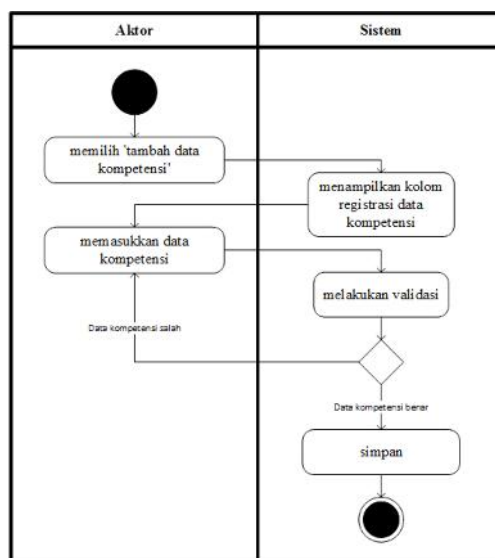 Aktor
Sistem
memilih 'tambah data
kompetensi'
menampilkan kolom
registrasi data
kompetensi
memasukkan data
kompetensi
melakukan validasi
Data kompetensi salah
Data kompetensi benar
simpan